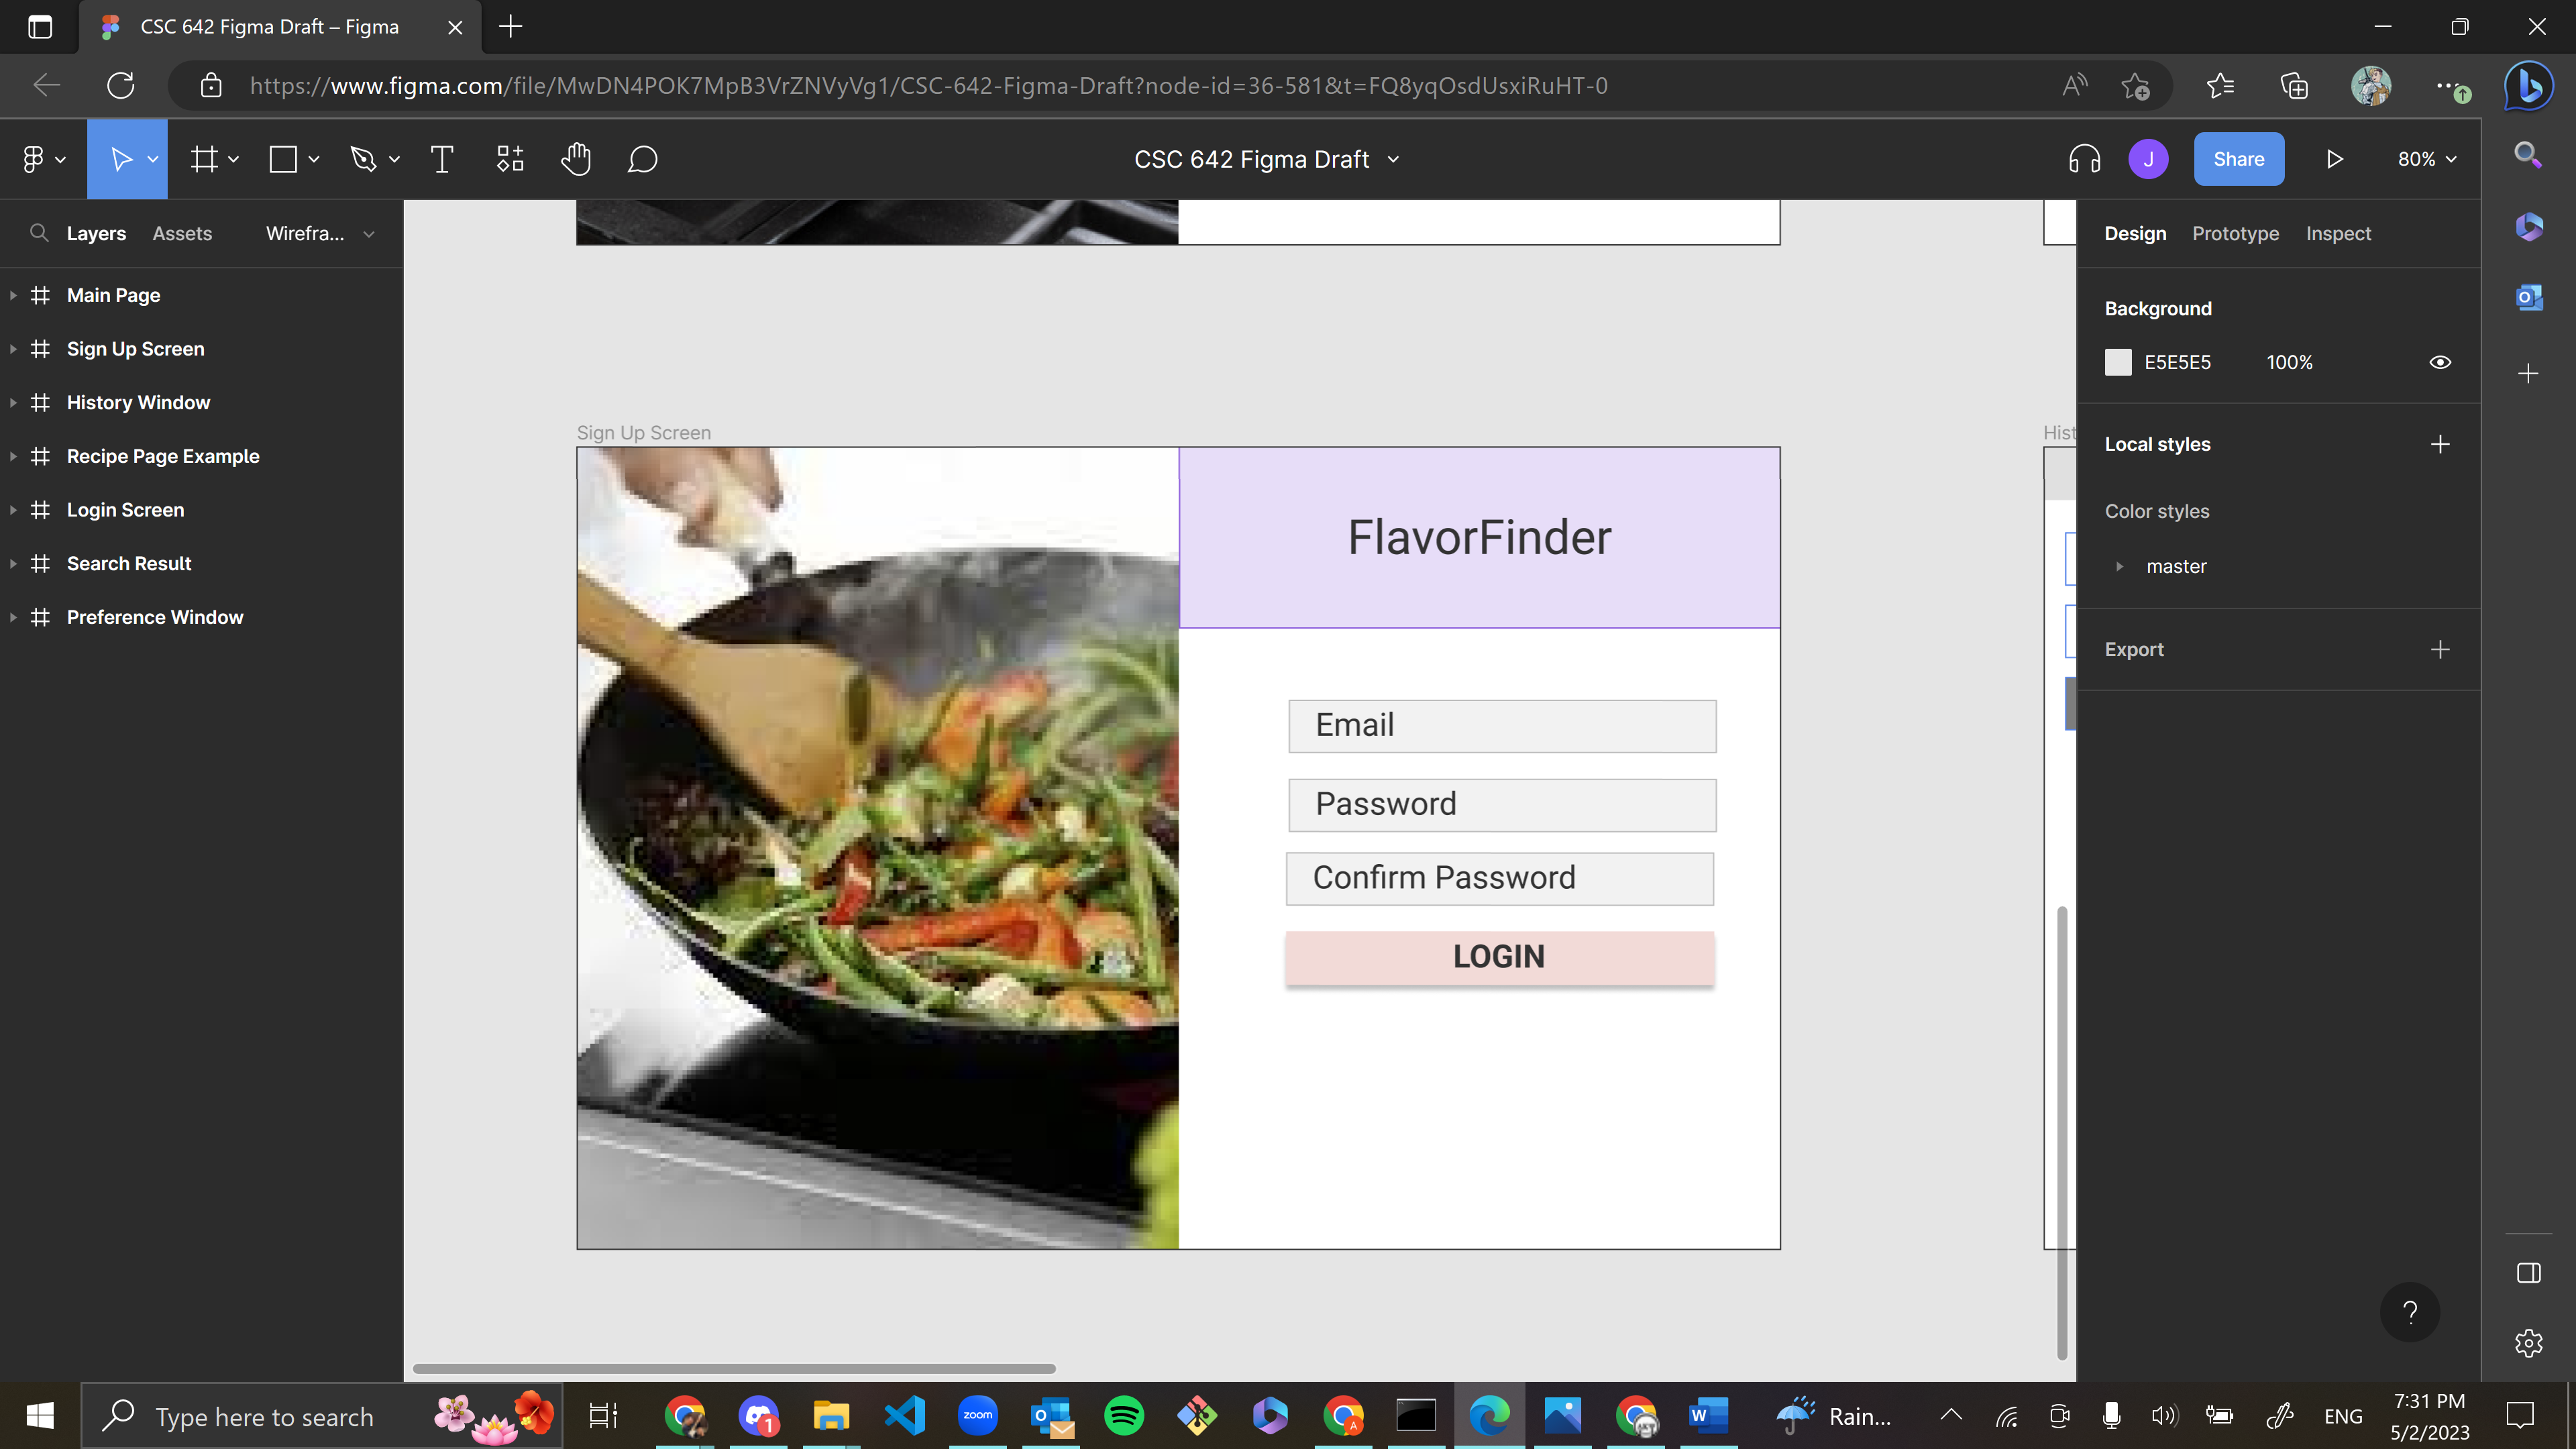 CSC 642 Figma Draft – Figma
https://www.figma.com/file/MwDN4POK7MpB3VrZNVyVg1/CSC-642-Figma-Draft?node-id=36-581&t=FQ8yqOsdUsxiRuHT-0
CSC 642 Figma Draft
J
Share
80%
Layers
Assets
Wirefra...
Design
Prototype
Inspect
Main Page
Sign Up Screen
History Window
Recipe Page Example
Login Screen
Search Result
Preference Window
Sign Up Screen
Hist
FlavorFinder
Email
Password
Confirm Password
LOGIN
Background
E5E5E5
100%
Local styles
Color styles
master
Export
?
Type here to search
1
zoom
A
Rain...
ENG
7:31 PM
5/2/2023